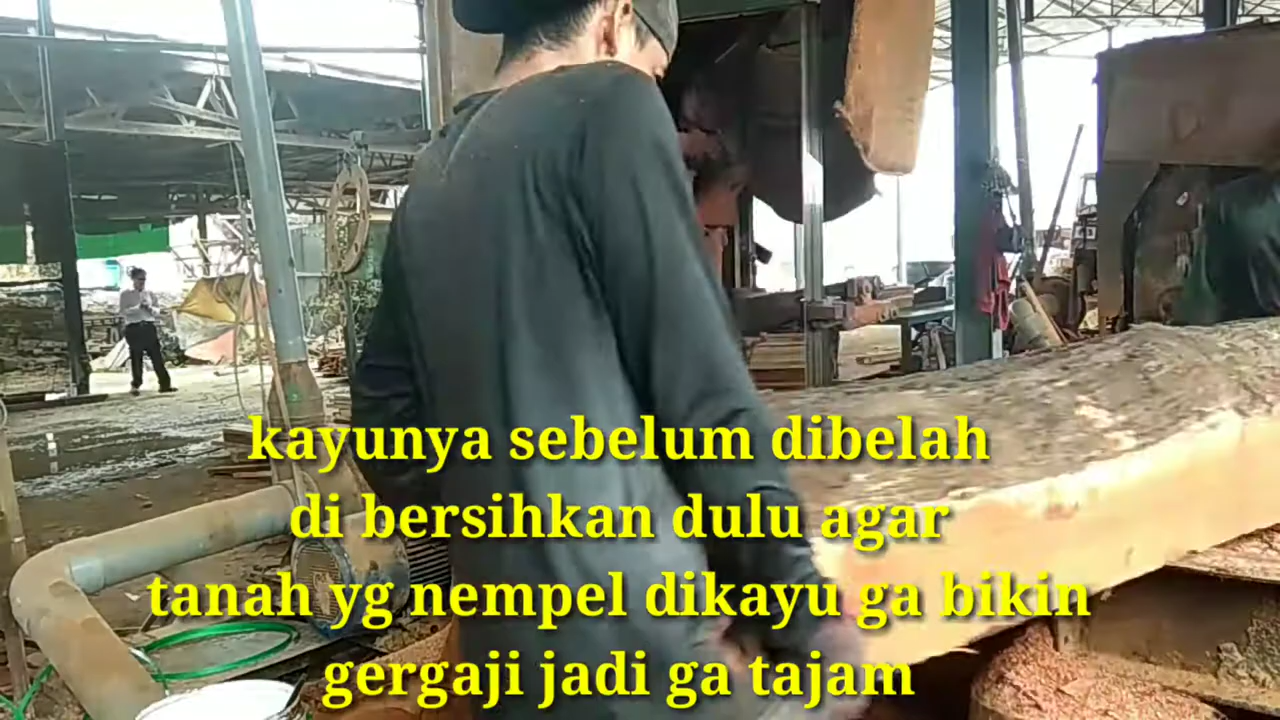 kayunya sebelum dibelah
di bersihkan dulu agar
tanah yg nempel dikayu ga bikin
gergaji jadi ga tajam